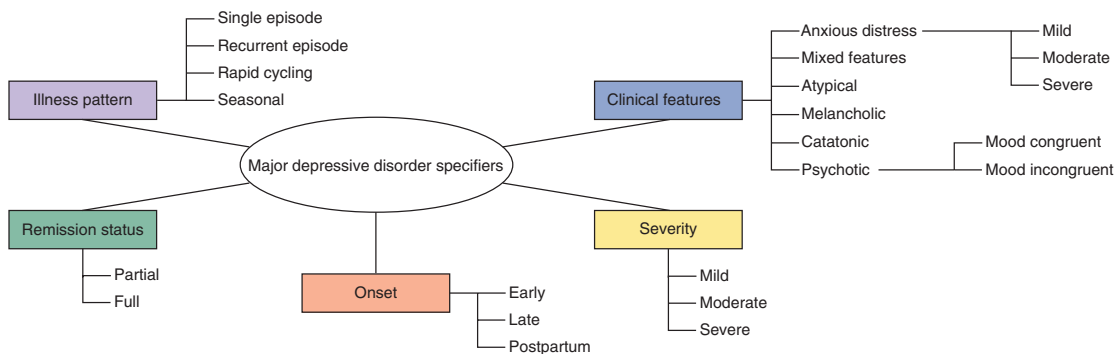 Single episode
Recurrent episode
Rapid cycling
Seasonal
Illness pattern
Clinical features
Anxious distress
Mixed features
Atypical
Melancholic
Catatonic
Psychotic
Mild
Moderate
Severe
Mood congruent
Mood incongruent
Major depressive disorder specifiers
Remission status
Partial
Full
Onset
Early
Late
Postpartum
Severity
Mild
Moderate
Severe